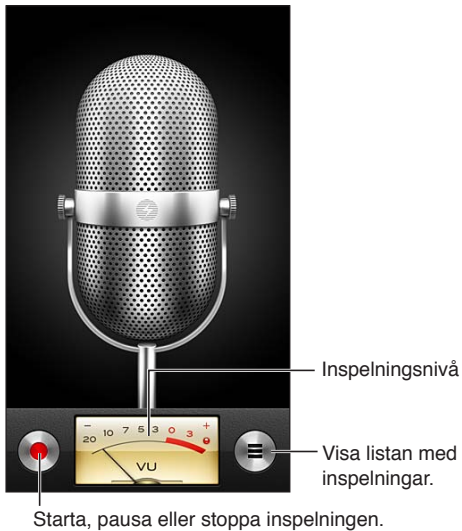 Inspelningsnivå
− 20 10 7 5 3 0 3 +
VU
Visa listan med
inspelningar.
Starta, pausa eller stoppa inspelningen.